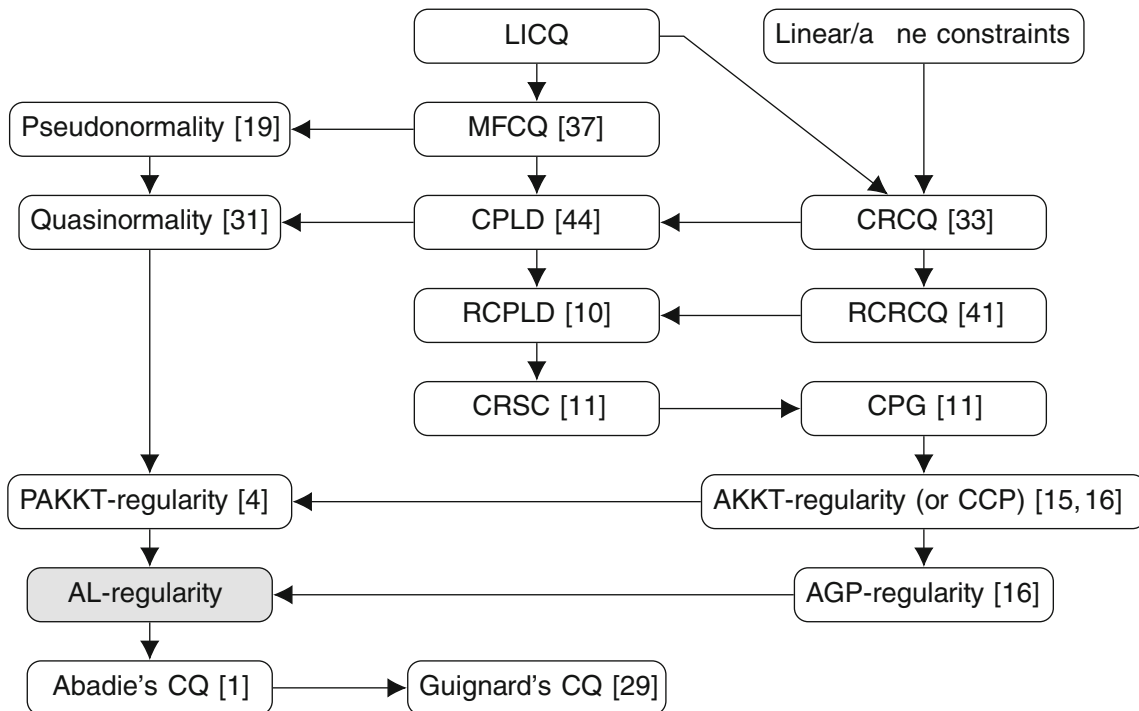 LICQ
Linear/a ne constraints
Pseudonormality [19]
MFCQ [37]
Quasinormality [31]
CPLD [44]
CRCQ [33]
RCPLD [10]
RCRCQ [41]
CRSC [11]
CPG [11]
PAKKT-regularity [4]
AKKT-regularity (or CCP) [15, 16]
AL-regularity
AGP-regularity [16]
Abadie's CQ [1]
Guignard's CQ [29]